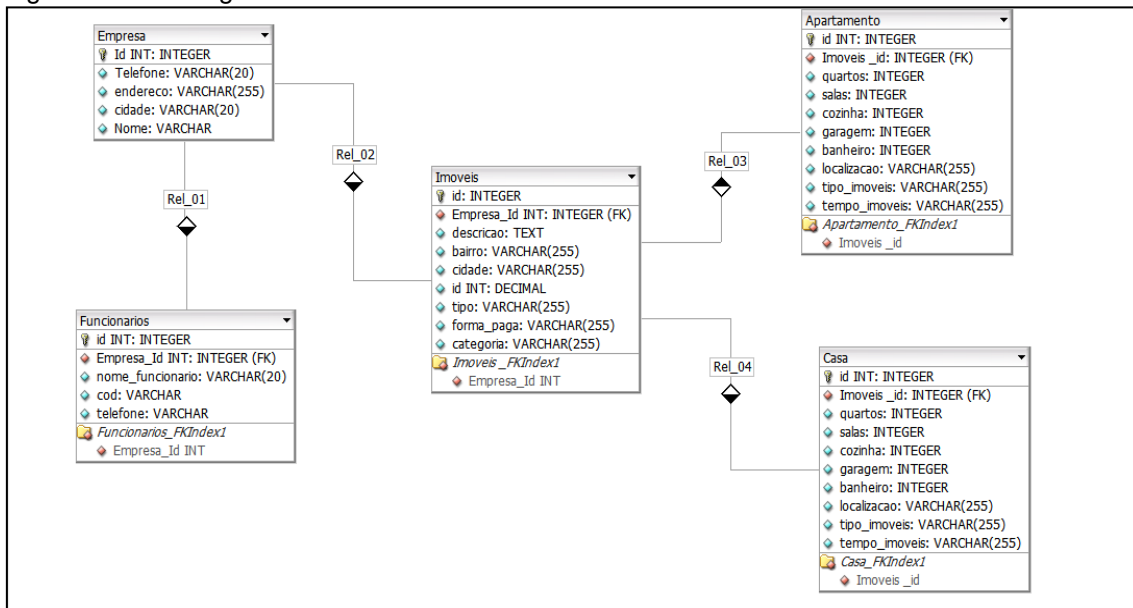 Empresa
Id INT: INTEGER
Telefone: VARCHAR(20)
endereco: VARCHAR(255)
cidade: VARCHAR(20)
Nome: VARCHAR
Rel_01
Rel_02
Funcionarios
id INT: INTEGER
Empresa_Id INT: INTEGER (FK)
nome_funcionario: VARCHAR(20)
cod: VARCHAR
telefone: VARCHAR
Funcionarios_FKIndex1
Empresa_Id INT
Imoveis
id: INTEGER
Empresa_Id INT: INTEGER (FK)
descricao: TEXT
bairro: VARCHAR(255)
cidade: VARCHAR(255)
id INT: DECIMAL
tipo: VARCHAR(255)
forma_paga: VARCHAR(255)
categoria: VARCHAR(255)
Imoveis _FKIndex1
Empresa_Id INT
Rel_03
Rel_04
Apartamento
id INT: INTEGER
Imoveis _id: INTEGER (FK)
quartos: INTEGER
salas: INTEGER
cozinha: INTEGER
garagem: INTEGER
banheiro: INTEGER
localizacao: VARCHAR(255)
tipo_imoveis: VARCHAR(255)
tempo_imoveis: VARCHAR(255)
Apartamento_FKIndex1
Imoveis _id
Casa
id INT: INTEGER
Imoveis _id: INTEGER (FK)
quartos: INTEGER
salas: INTEGER
cozinha: INTEGER
garagem: INTEGER
banheiro: INTEGER
localizacao: VARCHAR(255)
tipo_imoveis: VARCHAR(255)
tempo_imoveis: VARCHAR(255)
Casa_FKIndex1
Imoveis _id